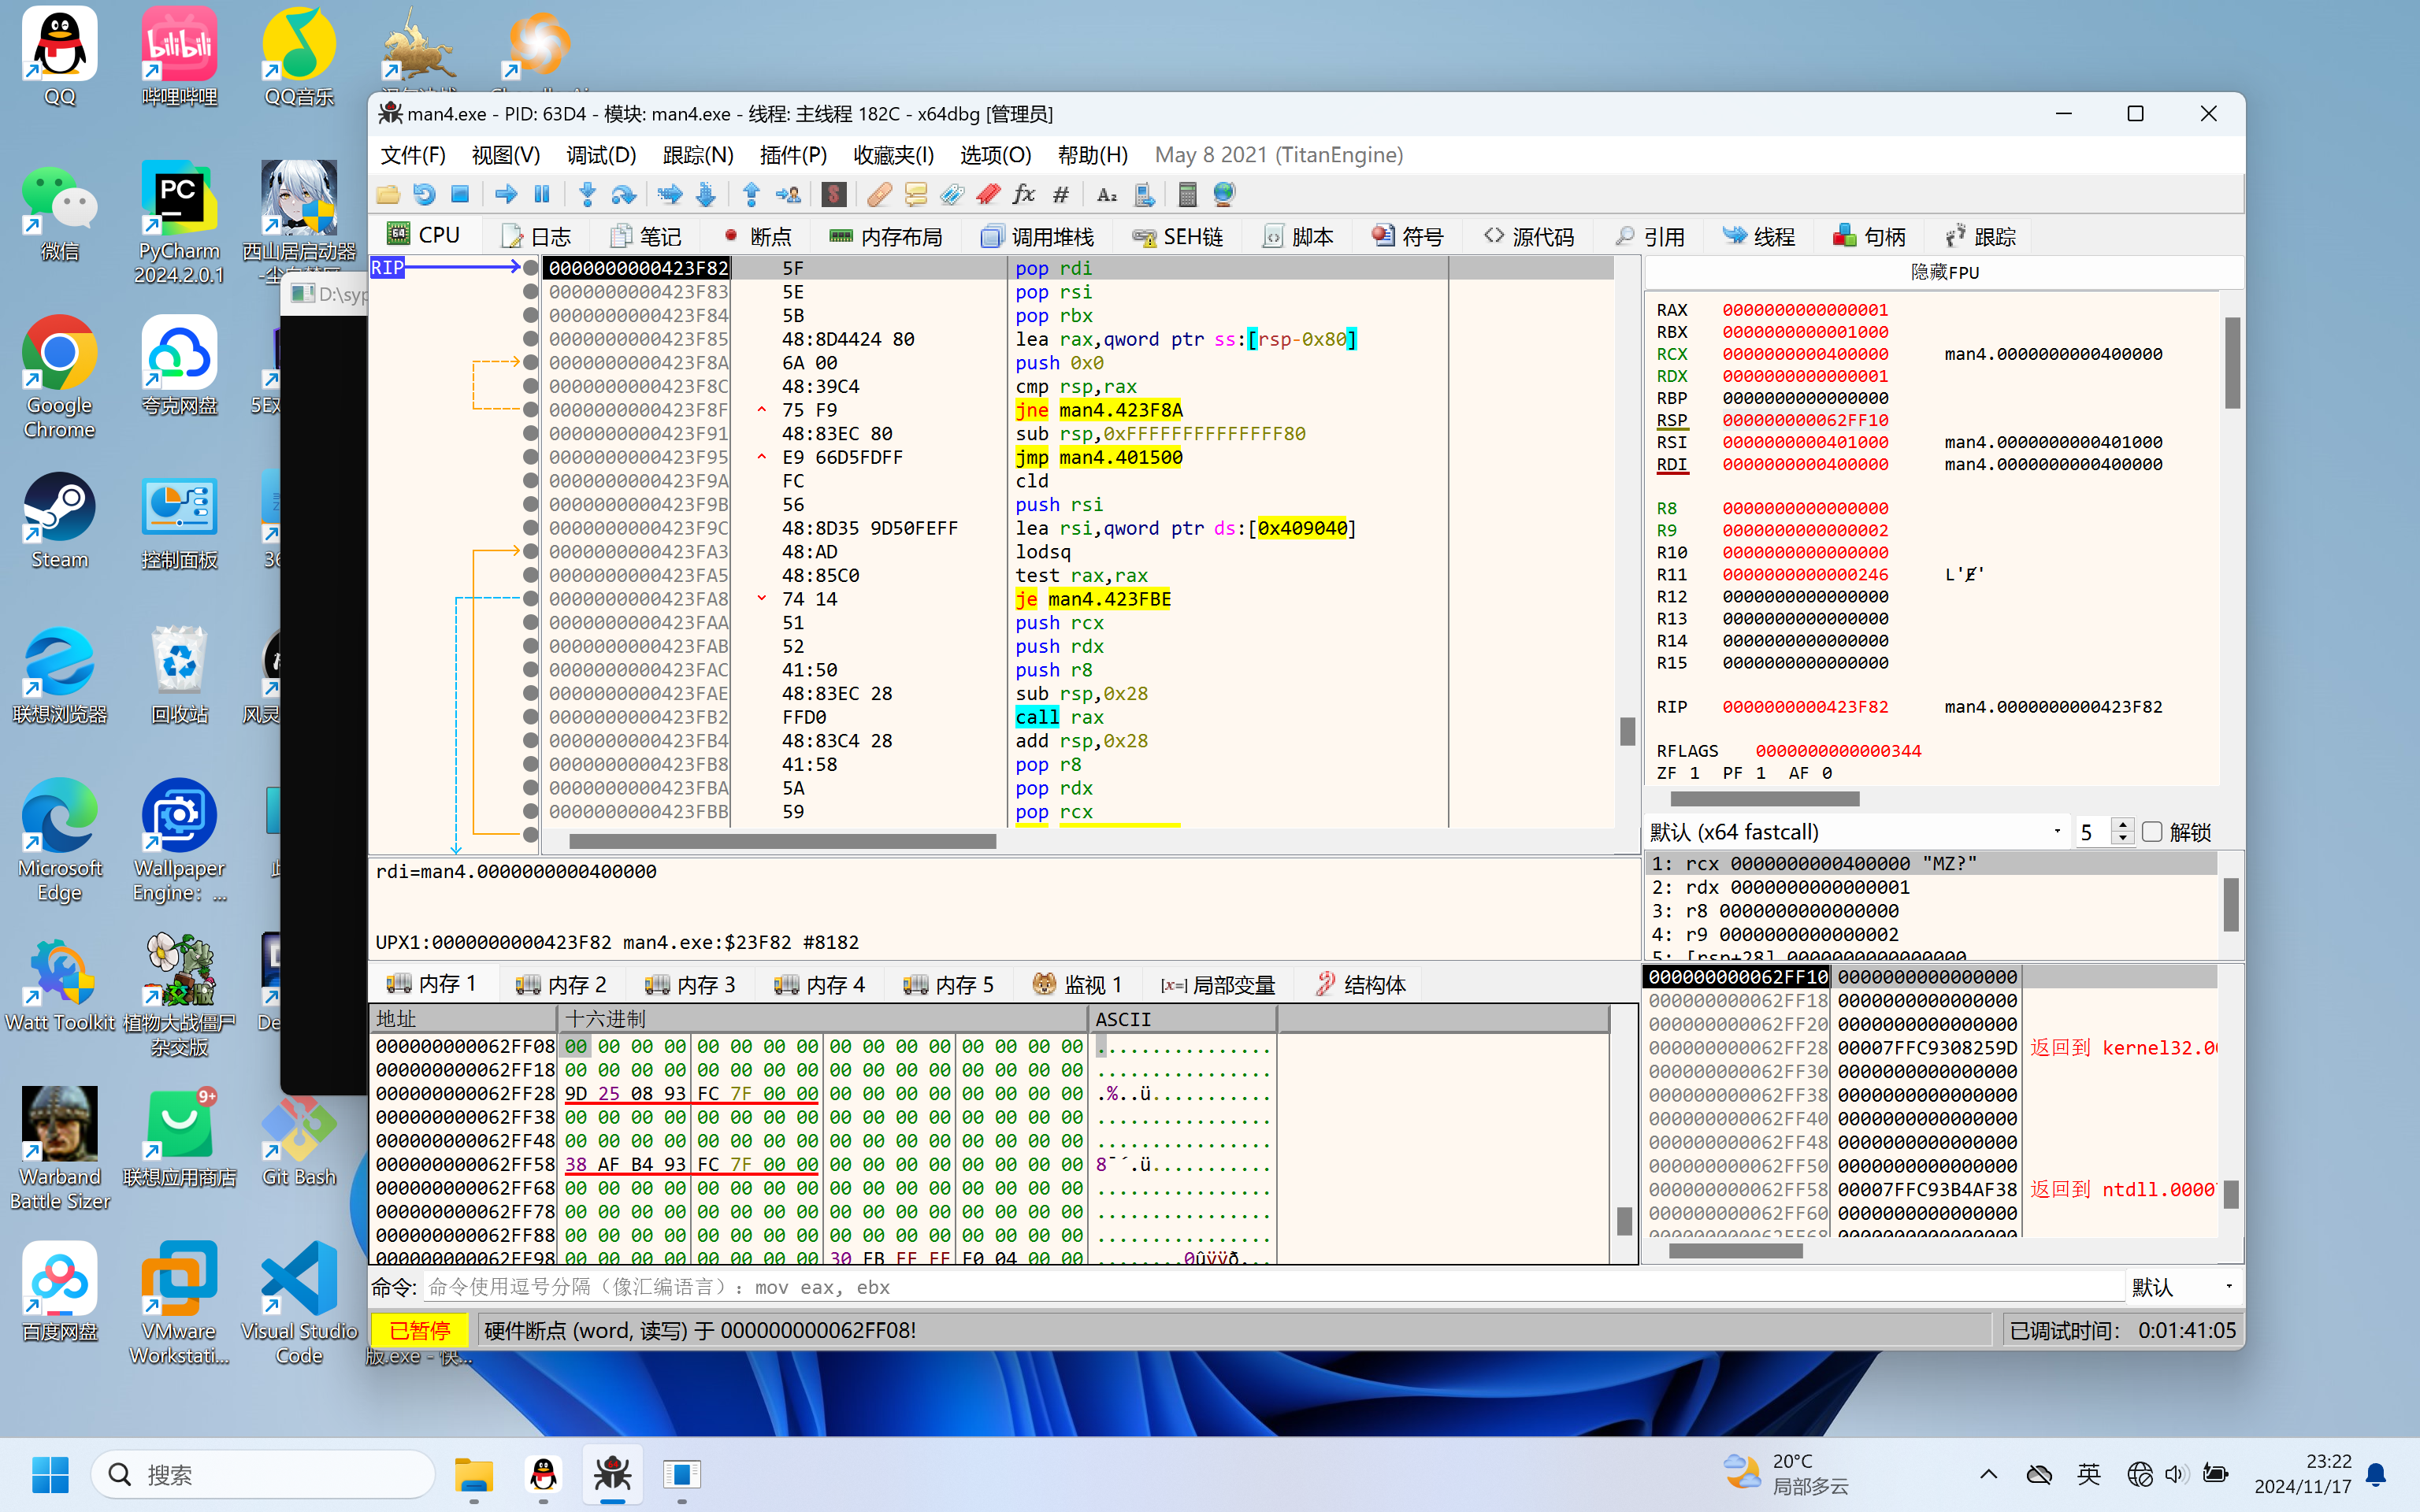 QQ
哔哩哔哩
QQ音乐
微信
PyCharm
2024.2.0.1
西山居启动器
Google
Chrome
夸克网盘
Steam
控制面板
联想浏览器
回收站
Microsoft
Edge
Wallpaper
Engine: ...
Watt Toolkit
植物大战僵尸
杂交版
Warband
Battle Sizer
联想应用商店
9+
Git Bash
百度网盘
VMware
Workstati...
Visual Studio
Code
版.exe - 快...
D:\syp
man4.exe - PID: 63D4 - 模块: man4.exe - 线程: 主线程 182C - x64dbg [管理员]
文件(F) 视图(V) 调试(D) 跟踪(N) 插件(P) 收藏夹(I) 选项(O) 帮助(H) May 8 2021 (TitanEngine)
CPU 日志 笔记 断点 内存布局 调用堆栈 SEH链 脚本 符号 源代码 引用 线程 句柄 跟踪
RIP
0000000000423F82 5F pop rdi
0000000000423F83 5E pop rsi
0000000000423F84 5B pop rbx
0000000000423F85 48:8D4424 80 lea rax,qword ptr ss:[rsp-0x80]
0000000000423F8A 6A 00 push 0x0
0000000000423F8C 48:39C4 cmp rsp,rax
0000000000423F8F 75 F9 jne man4.423F8A
0000000000423F91 48:83EC 80 sub rsp,0xFFFFFFFFFFFFFF80
0000000000423F95 E9 66D5FDFF jmp man4.401500
0000000000423F9A FC cld
0000000000423F9B 56 push rsi
0000000000423F9C 48:8D35 9D50FEFF lea rsi,qword ptr ds:[0x409040]
0000000000423FA3 48:AD lodsq
0000000000423FA5 48:85C0 test rax,rax
0000000000423FA8 74 14 je man4.423FBE
0000000000423FAA 51 push rcx
0000000000423FAB 52 push rdx
0000000000423FAC 41:50 push r8
0000000000423FAE 48:83EC 28 sub rsp,0x28
0000000000423FB2 FFD0 call rax
0000000000423FB4 48:83C4 28 add rsp,0x28
0000000000423FB8 41:58 pop r8
0000000000423FBA 5A pop rdx
0000000000423FBB 59 pop rcx
隐藏FPU
RAX 0000000000000001
RBX 0000000000001000
RCX 0000000000400000 man4.0000000000400000
RDX 0000000000000001
RBP 0000000000000000
RSP 000000000062FF10
RSI 0000000000401000 man4.0000000000401000
RDI 0000000000400000 man4.0000000000400000
R8 0000000000000000
R9 0000000000000002
R10 0000000000000000
R11 0000000000000246
R12 0000000000000000
R13 0000000000000000
R14 0000000000000000
R15 0000000000000000
RIP 0000000000423F82 man4.0000000000423F82
RFLAGS 0000000000000344
ZF 1 PF 1 AF 0
默认 (x64 fastcall) 5 解锁
1: rcx 0000000000400000 "MZ?"
2: rdx 0000000000000001
3: r8 0000000000000000
4: r9 0000000000000002
5: [rsp+28] 0000000000000000
rdi=man4.0000000000400000
UPX1:0000000000423F82 man4.exe:$23F82 #8182
内存 1 内存 2 内存 3 内存 4 内存 5 监视 1 [x=] 局部变量 结构体
地址 十六进制 ASCII
000000000062FF08 00 00 00 00 00 00 00 00 00 00 00 00 00 00 00 00 ................
000000000062FF18 00 00 00 00 00 00 00 00 00 00 00 00 00 00 00 00 ................
000000000062FF28 9D 25 08 93 FC 7F 00 00 00 00 00 00 00 00 00 00 .%..ü...........
000000000062FF38 00 00 00 00 00 00 00 00 00 00 00 00 00 00 00 00 ................
000000000062FF48 00 00 00 00 00 00 00 00 00 00 00 00 00 00 00 00 ................
000000000062FF58 38 AF B4 93 FC 7F 00 00 00 00 00 00 00 00 00 00 8¯´.ü...........
000000000062FF68 00 00 00 00 00 00 00 00 00 00 00 00 00 00 00 00 ................
000000000062FF78 00 00 00 00 00 00 00 00 00 00 00 00 00 00 00 00 ................
000000000062FF88 00 00 00 00 00 00 00 00 00 00 00 00 00 00 00 00 ................
000000000062FF98 00 00 00 00 00 00 00 00 30 FB FF FF F0 04 00 00 ........0ûÿÿð...
000000000062FF10 0000000000000000
000000000062FF18 0000000000000000
000000000062FF20 0000000000000000
000000000062FF28 00007FFC9308259D 返回到 kernel32.00
000000000062FF30 0000000000000000
000000000062FF38 0000000000000000
000000000062FF40 0000000000000000
000000000062FF48 0000000000000000
000000000062FF50 0000000000000000
000000000062FF58 00007FFC93B4AF38 返回到 ntdll.0000
000000000062FF60 0000000000000000
000000000062FF68 0000000000000000
命令: 命令使用逗号分隔（像汇编语言）: mov eax, ebx 默认
已暂停 硬件断点 (word, 读写) 于 000000000062FF08! 已调试时间: 0:01:41:05
搜索
20°C
局部多云
英
23:22
2024/11/17